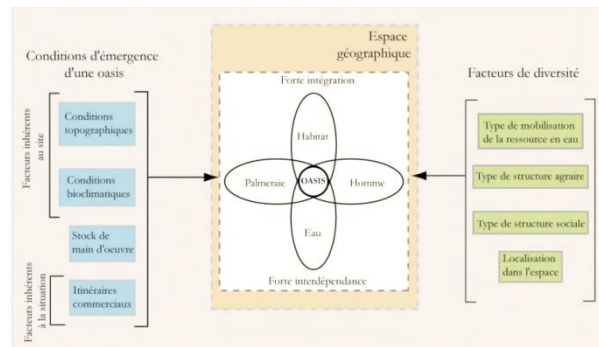 Conditions d'émergence
d'une oasis
Facteurs inhérents
au site
Conditions
topographiques
Conditions
bioclimatiques
Stock de
main d'oeuvre
Facteurs inhérents
à la situation
Itinéraires
commerciaux
Espace
géographique
Forte intégration
Habitat
Palmeraie
OASIS
Homme
Eau
Forte interdépendance
Facteurs de diversité
Type de mobilisation
de la ressource en eau
Type de structure agraire
Type de structure sociale
Localisation
dans l'espace